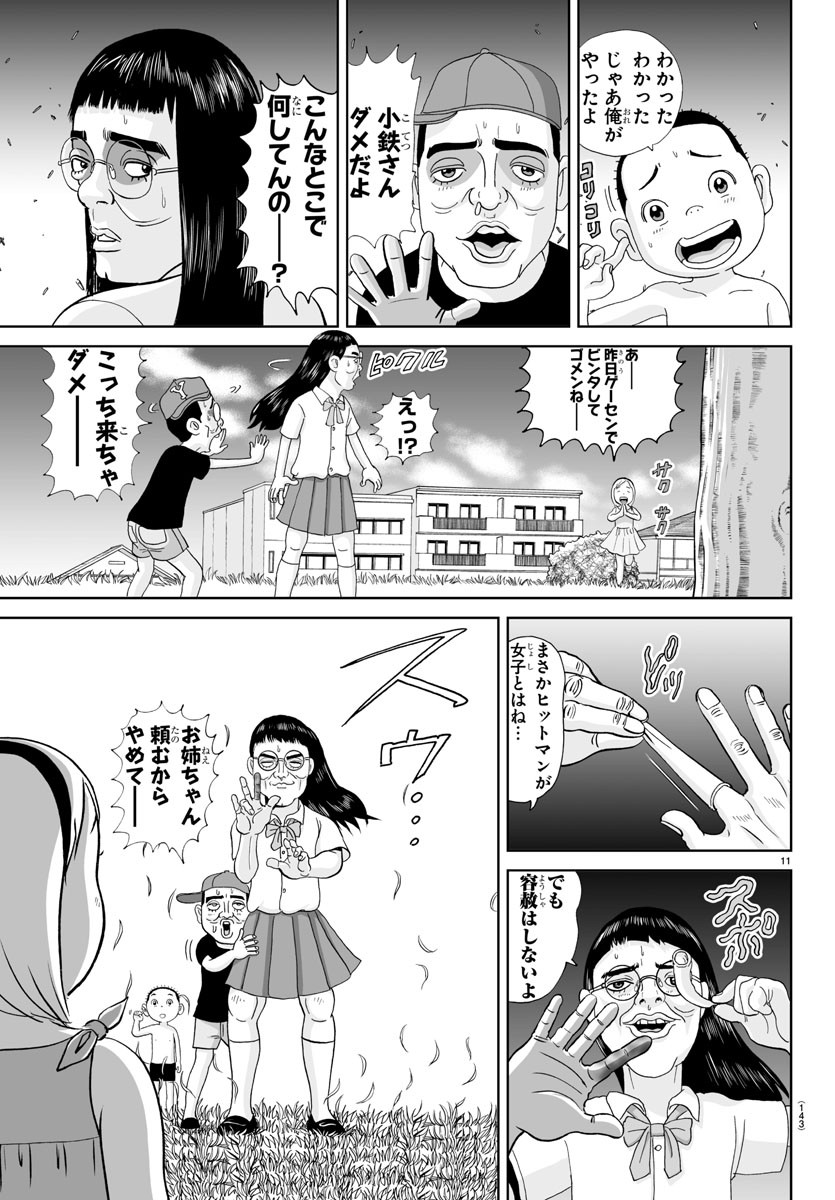 わかった
わかった
じゃあ俺が
やったよ
コリコリ
小鉄さん
ダメだよ
こんなとこで
何してんの——?
あ——
昨日ゲーセンで
ビンタして
ゴメンね——
サク サク
えっ!?
ピクル
こっち来ちゃ
ダメ——
まさかヒットマンが
女子とはね…
ピッ
11
でも
容赦はしないよ
スポ
スゥ…
お姉ちゃん
頼むから
やめて——
(143)